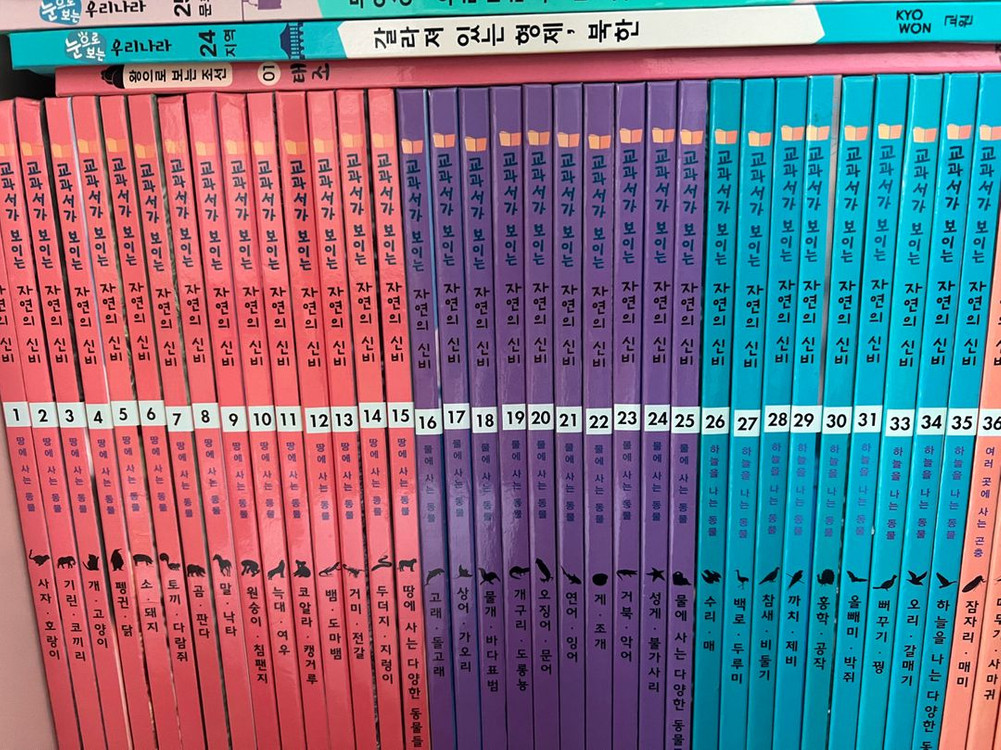 눈으로 보는 우리나라 25
눈으로 보는 우리나라 24 지역 갈라져 있는 형제, 북한 KYOWON 교원
왕으로 보는 조선 01 태조
교과서가 보이는 자연의 신비 1 땅에 사는 동물 사자·호랑이
교과서가 보이는 자연의 신비 2 땅에 사는 동물 기린·코끼리
교과서가 보이는 자연의 신비 3 땅에 사는 동물 개·고양이
교과서가 보이는 자연의 신비 4 땅에 사는 동물 펭귄·닭
교과서가 보이는 자연의 신비 5 땅에 사는 동물 소·돼지
교과서가 보이는 자연의 신비 6 땅에 사는 동물 토끼·다람쥐
교과서가 보이는 자연의 신비 7 땅에 사는 동물 곰·판다
교과서가 보이는 자연의 신비 8 땅에 사는 동물 말·낙타
교과서가 보이는 자연의 신비 9 땅에 사는 동물 원숭이·침팬지
교과서가 보이는 자연의 신비 10 땅에 사는 동물 늑대·여우
교과서가 보이는 자연의 신비 11 땅에 사는 동물 코알라·캥거루
교과서가 보이는 자연의 신비 12 땅에 사는 동물 뱀·도마뱀
교과서가 보이는 자연의 신비 13 땅에 사는 동물 거미·전갈
교과서가 보이는 자연의 신비 14 땅에 사는 동물 두더지·지렁이
교과서가 보이는 자연의 신비 15 땅에 사는 동물 땅에 사는 다양한 동물들
교과서가 보이는 자연의 신비 16 물에 사는 동물 고래·돌고래
교과서가 보이는 자연의 신비 17 물에 사는 동물 상어·가오리
교과서가 보이는 자연의 신비 18 물에 사는 동물 물개·바다표범
교과서가 보이는 자연의 신비 19 물에 사는 동물 개구리·도롱뇽
교과서가 보이는 자연의 신비 20 물에 사는 동물 오징어·문어
교과서가 보이는 자연의 신비 21 물에 사는 동물 연어·잉어
교과서가 보이는 자연의 신비 22 물에 사는 동물 게·조개
교과서가 보이는 자연의 신비 23 물에 사는 동물 거북·악어
교과서가 보이는 자연의 신비 24 물에 사는 동물 성게·불가사리
교과서가 보이는 자연의 신비 25 물에 사는 동물 물에 사는 다양한 동물들
교과서가 보이는 자연의 신비 26 하늘을 나는 동물 수리·매
교과서가 보이는 자연의 신비 27 하늘을 나는 동물 백로·두루미
교과서가 보이는 자연의 신비 28 하늘을 나는 동물 참새·비둘기
교과서가 보이는 자연의 신비 29 하늘을 나는 동물 까치·제비
교과서가 보이는 자연의 신비 30 하늘을 나는 동물 홍학·공작
교과서가 보이는 자연의 신비 31 하늘을 나는 동물 올빼미·박쥐
교과서가 보이는 자연의 신비 33 하늘을 나는 동물 뻐꾸기·꿩
교과서가 보이는 자연의 신비 34 하늘을 나는 동물 오리·갈매기
교과서가 보이는 자연의 신비 35 하늘을 나는 동물 하늘을 나는 다양한
교과서가 보이는 자연의 신비 36 여러 곳에 사는 곤충 잠자리·매미
사마귀